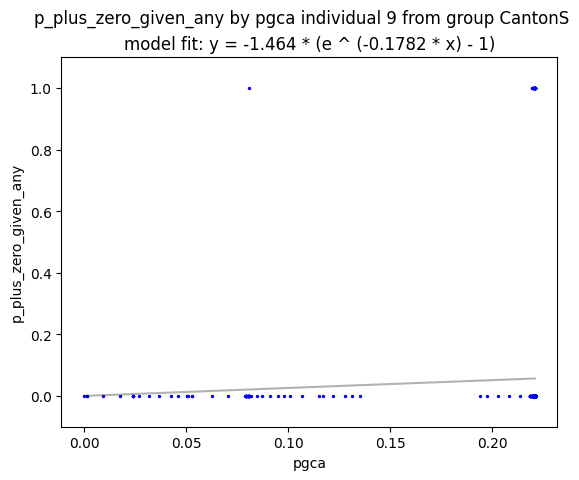 p_plus_zero_given_any by pgca individual 9 from group CantonS
model fit: y = -1.464 * (e ^ (-0.1782 * x) - 1)
p_plus_zero_given_any
1.0
0.8
0.6
0.4
0.2
0.0
0.00 0.05 0.10 0.15 0.20
pgca